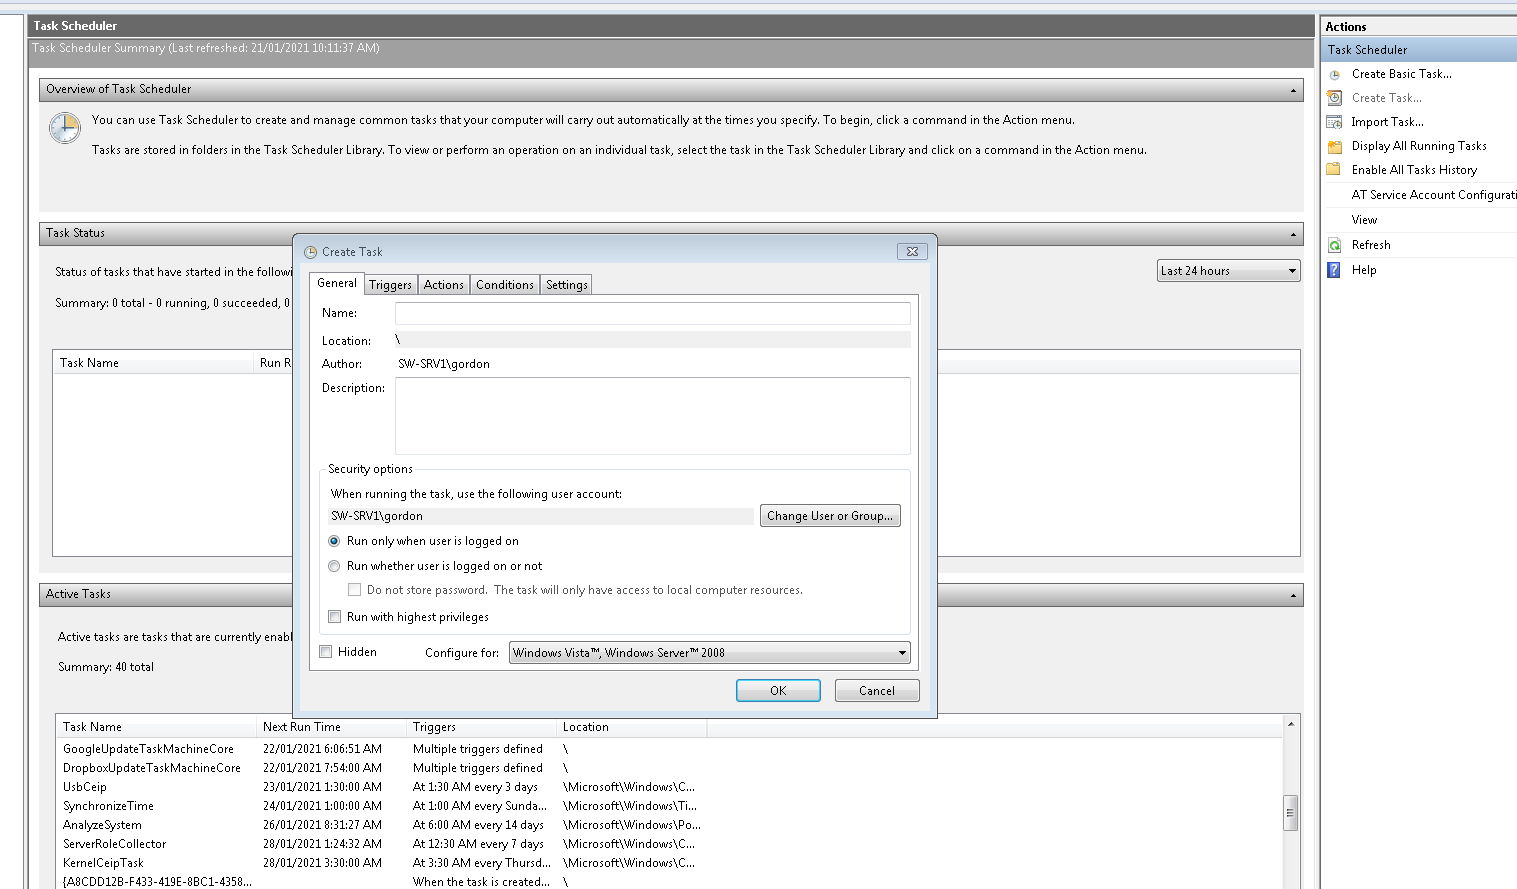 Task Scheduler
Task Scheduler Summary (Last refreshed: 21/01/2021 10:11:37 AM)
Overview of Task Scheduler
You can use Task Scheduler to create and manage common tasks that your computer will carry out automatically at the times you specify. To begin, click a command in the Action menu.
Tasks are stored in folders in the Task Scheduler Library. To view or perform an operation on an individual task, select the task in the Task Scheduler Library and click on a command in the Action menu.
Task Status
Status of tasks that have started in the followi
Last 24 hours
Summary: 0 total - 0 running, 0 succeeded, 0
Task Name Run R
Create Task
General Triggers Actions Conditions Settings
Name:
Location: \
Author: SW-SRV1\gordon
Description:
Security options
When running the task, use the following user account:
SW-SRV1\gordon Change User or Group...
Run only when user is logged on
Run whether user is logged on or not
Do not store password. The task will only have access to local computer resources.
Run with highest privileges
Hidden Configure for: Windows Vista™, Windows Server™ 2008
OK Cancel
Active Tasks
Active tasks are tasks that are currently enabl
Summary: 40 total
Task Name Next Run Time Triggers Location
GoogleUpdateTaskMachineCore 22/01/2021 6:06:51 AM Multiple triggers defined \
DropboxUpdateTaskMachineCore 22/01/2021 7:54:00 AM Multiple triggers defined \
UsbCeip 23/01/2021 1:30:00 AM At 1:30 AM every 3 days \Microsoft\Windows\C...
SynchronizeTime 24/01/2021 1:00:00 AM At 1:00 AM every Sunda... \Microsoft\Windows\Ti...
AnalyzeSystem 26/01/2021 8:31:27 AM At 6:00 AM every 14 days \Microsoft\Windows\Po...
ServerRoleCollector 28/01/2021 1:24:32 AM At 12:30 AM every 7 days \Microsoft\Windows\C...
KernelCeipTask 28/01/2021 3:30:00 AM At 3:30 AM every Thursd... \Microsoft\Windows\C...
{A8CDD12B-F433-419E-8BC1-4358... When the task is created... \
Actions
Task Scheduler
Create Basic Task...
Create Task...
Import Task...
Display All Running Tasks
Enable All Tasks History
AT Service Account Configurati
View
Refresh
Help